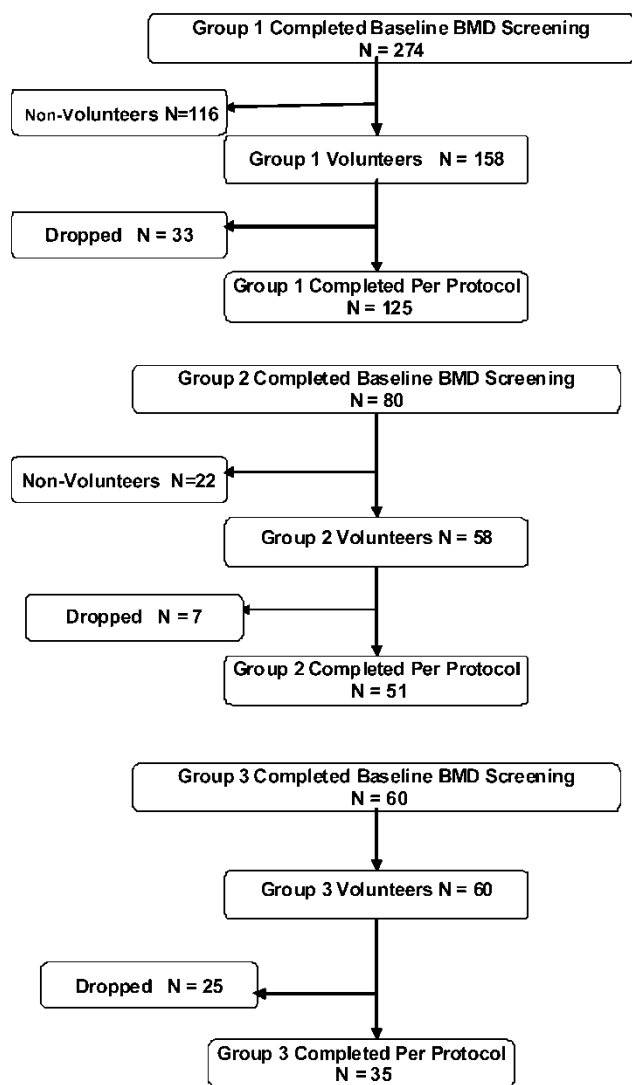 Group 1 Completed Baseline BMD Screening
N = 274
Non-Volunteers N=116
Group 1 Volunteers N = 158
Dropped N = 33
Group 1 Completed Per Protocol
N = 125
Group 2 Completed Baseline BMD Screening
N = 80
Non-Volunteers N=22
Group 2 Volunteers N = 58
Dropped N = 7
Group 2 Completed Per Protocol
N = 51
Group 3 Completed Baseline BMD Screening
N = 60
Group 3 Volunteers N = 60
Dropped N = 25
Group 3 Completed Per Protocol
N = 35